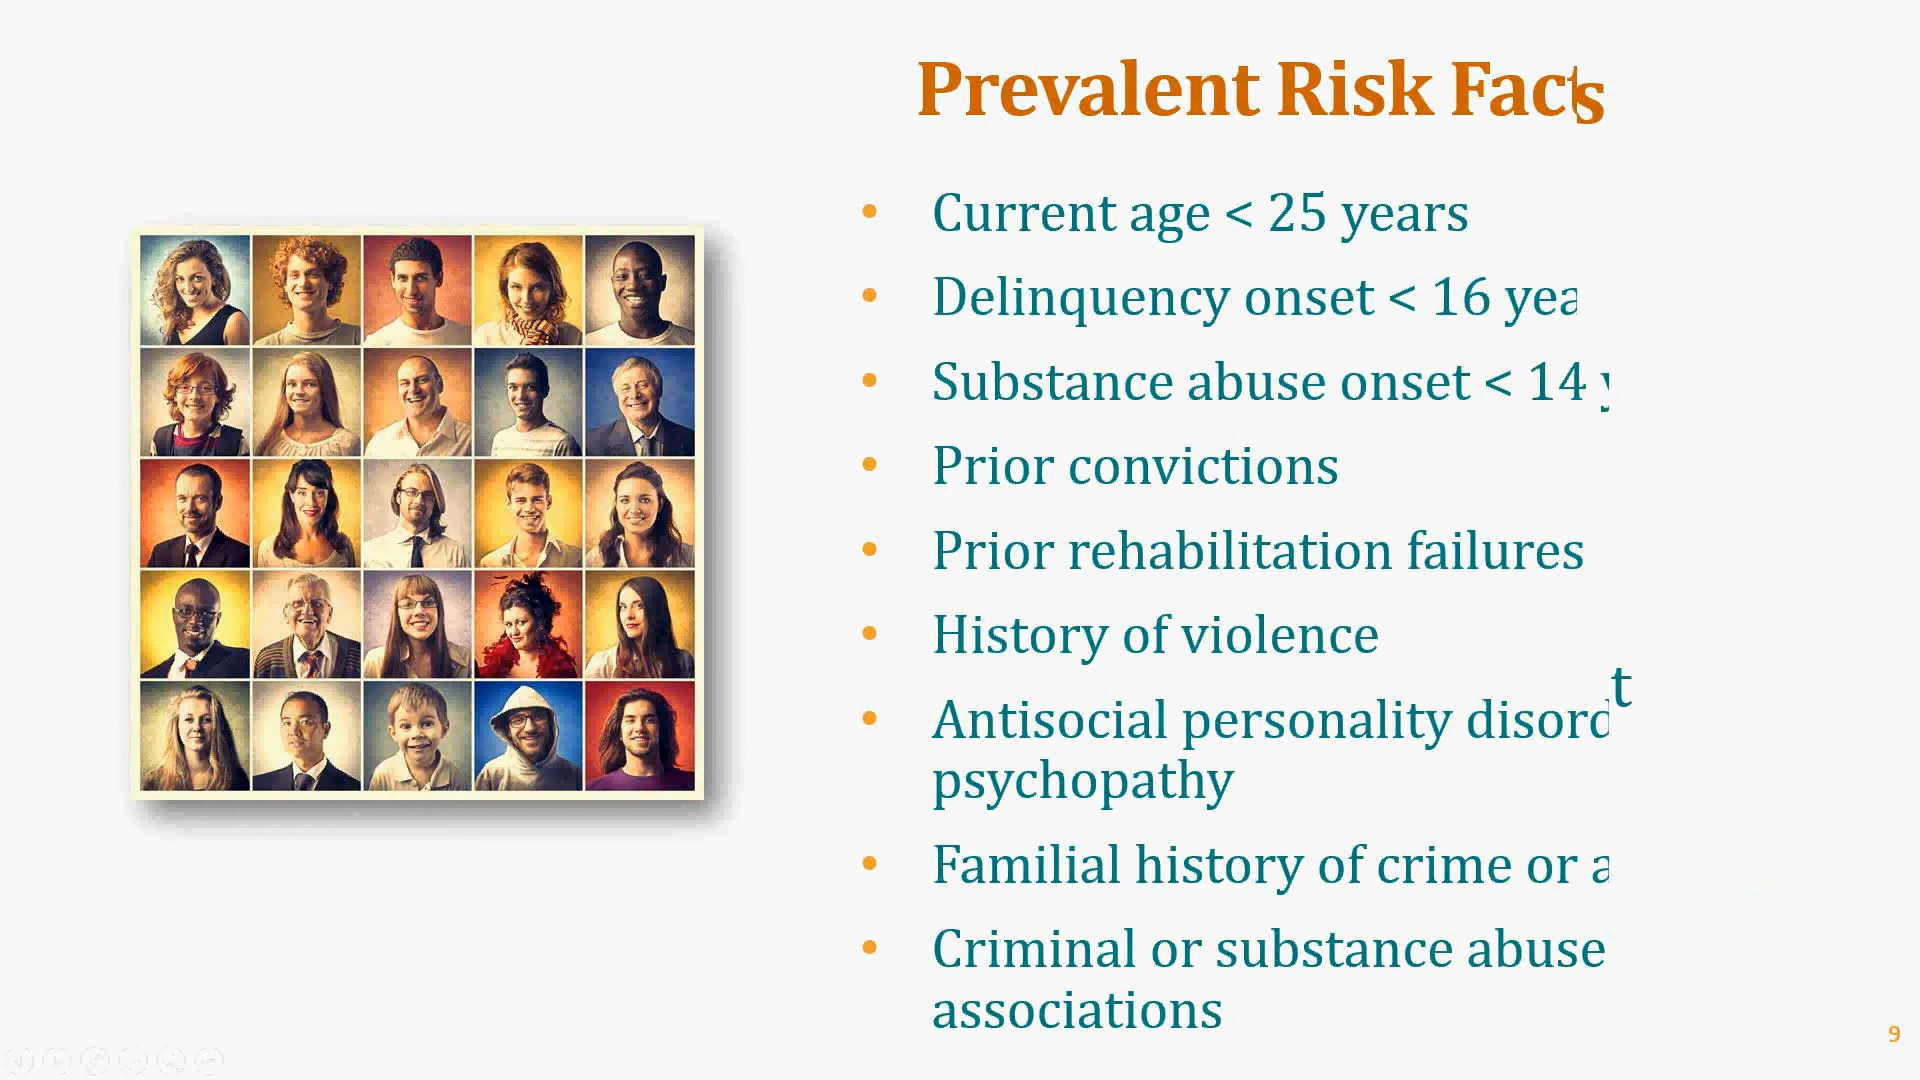 Prevalent Risk Facts
• Current age < 25 years
• Delinquency onset < 16 yea
• Substance abuse onset < 14 y
• Prior convictions
• Prior rehabilitation failures
• History of violence
t
• Antisocial personality disord
psychopathy
• Familial history of crime or a
• Criminal or substance abuse
associations
9